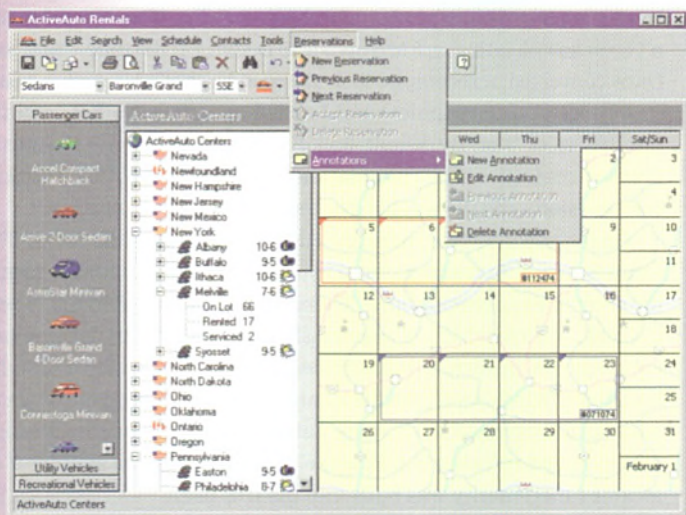 ActiveAuto Rentals
File Edit Search View Schedule Contacts Tools Reservations Help
Sedans Baronville Grand SSE
New Reservation
Previous Reservation
Next Reservation
Accept Reservation
Delete Reservation
Annotations
New Annotation
Edit Annotation
Previous Annotation
Next Annotation
Delete Annotation
Passenger Cars
Accel Compact
Hatchback
Arrive 2-Door Sedan
AstroStar Minivan
Baronville Grand
4-Door Sedan
Connestoga Minivan
Utility Vehicles
Recreational Vehicles
ActiveAuto Centers
ActiveAuto Centers
Nevada
Newfoundland
New Hampshire
New Jersey
New Mexico
New York
Albany 10-6
Buffalo 9-5
Ithaca 10-6
Melville 7-6
On Lot 66
Rented 17
Serviced 2
Syosset 9-5
North Carolina
North Dakota
Ohio
Oklahoma
Ontario
Oregon
Pennsylvania
Easton 9-5
Philadelphia 8-7
Wed Thu Fri Sat/Sun
2 3
4
5 6 9 10
#112474 11
12 13 14 15 16 17
18
19 20 21 22 23 24
#071074 25
26 27 28 29 30 31
February 1
ActiveAuto Centers